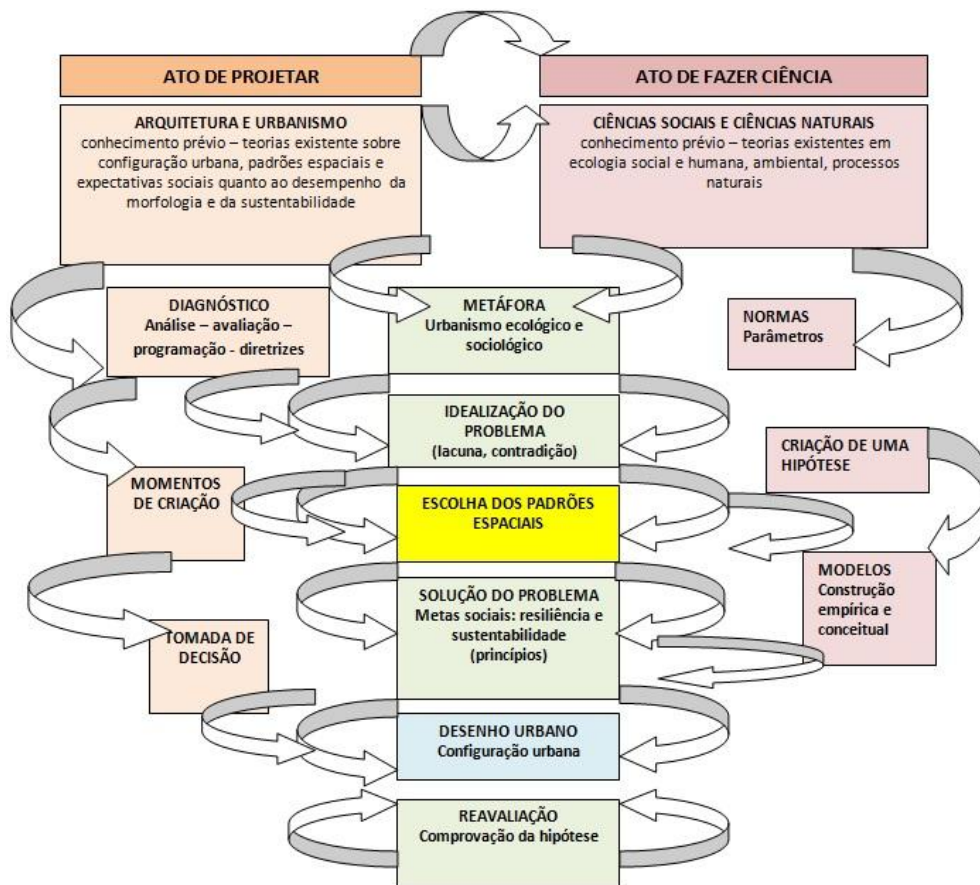 ATO DE PROJETAR
ATO DE FAZER CIÊNCIA
ARQUITETURA E URBANISMO
conhecimento prévio – teorias existente sobre
configuração urbana, padrões espaciais e
expectativas sociais quanto ao desempenho da
morfologia e da sustentabilidade
CIÊNCIAS SOCIAIS E CIÊNCIAS NATURAIS
conhecimento prévio – teorias existentes em
ecologia social e humana, ambiental, processos
naturais
DIAGNÓSTICO
Análise – avaliação –
programação - diretrizes
METÁFORA
Urbanismo ecológico e
sociológico
NORMAS
Parâmetros
IDEALIZAÇÃO DO
PROBLEMA
(lacuna, contradição)
CRIAÇÃO DE UMA
HIPÓTESE
MOMENTOS
DE CRIAÇÃO
ESCOLHA DOS PADRÕES
ESPACIAIS
MODELOS
Construção
empírica e
conceitual
SOLUÇÃO DO PROBLEMA
Metas sociais: resiliência e
sustentabilidade
(princípios)
TOMADA DE
DECISÃO
DESENHO URBANO
Configuração urbana
REAVALIAÇÃO
Comprovação da hipótese